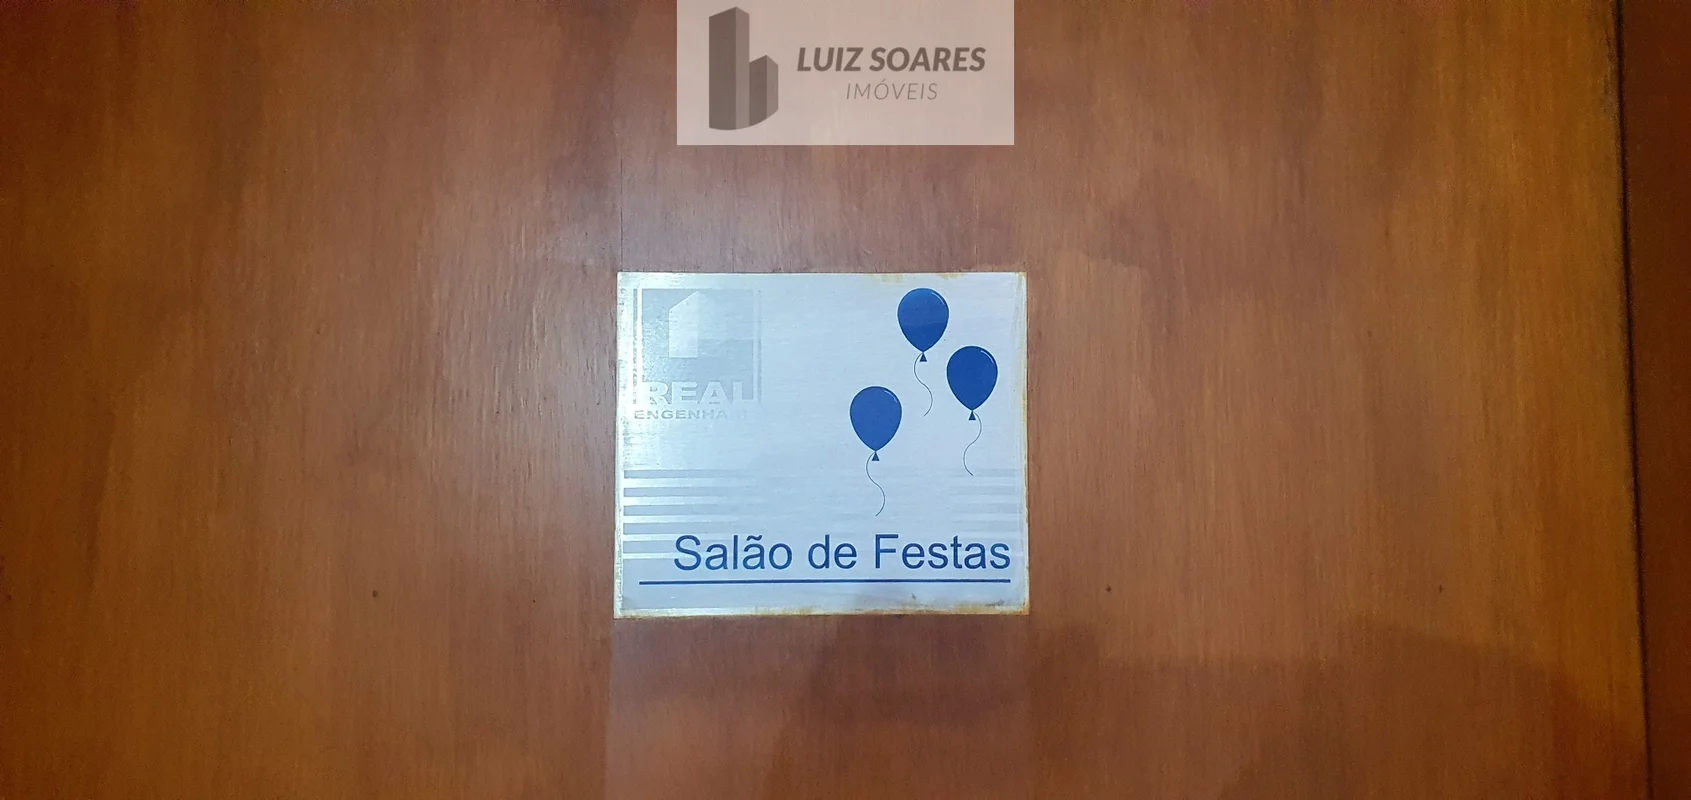 LUIZ SOARES
IMÓVEIS
REAL
Salão de Festas